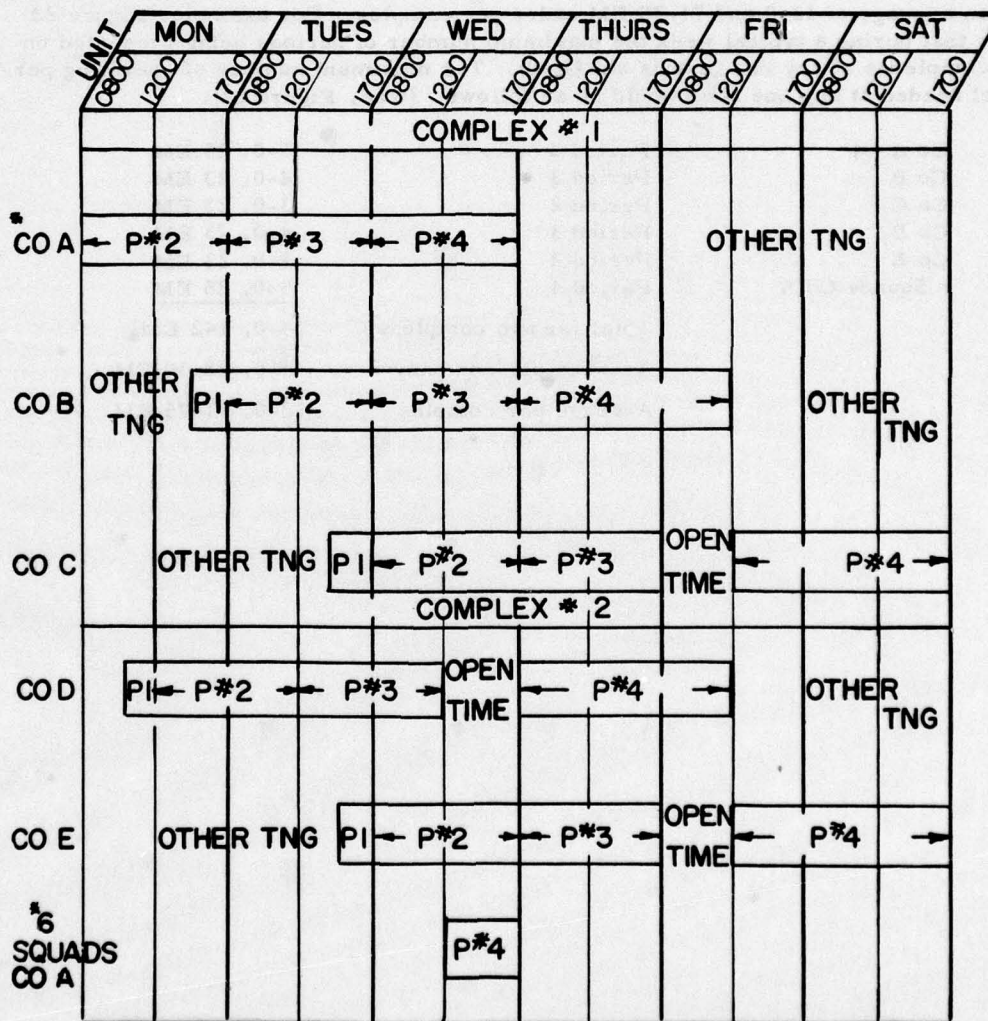 UNIT MON TUES WED THURS FRI SAT
0800 1200 1700 0800 1200 1700 0800 1200 1700 0800 1200 1700 0800 1200 1700 0800 1200 1700
COMPLEX # 1
* CO A P#2 P#3 P#4 OTHER TNG
CO B OTHER TNG P1 P#2 P#3 P#4 OTHER TNG
CO C OTHER TNG P1 P#2 P#3 OPEN TIME P#4
COMPLEX # 2
CO D P1 P#2 P#3 OPEN TIME P#4 OTHER TNG
CO E OTHER TNG P1 P#2 P#3 OPEN TIME P#4
*6
SQUADS P#4
CO A